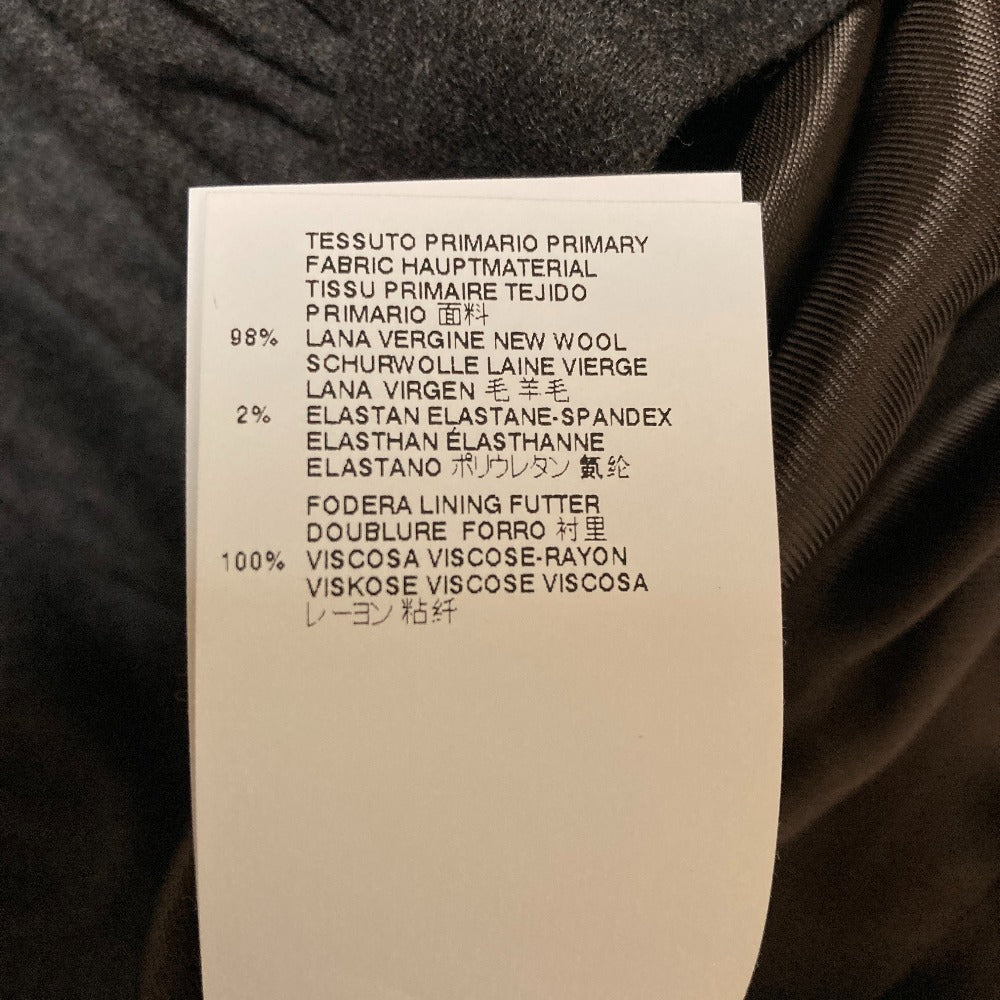 TESSUTO PRIMARIO PRIMARY
FABRIC HAUPTMATERIAL
TISSU PRIMAIRE TEJIDO
PRIMARIO 面料
98% LANA VERGINE NEW WOOL
SCHURWOLLE LAINE VIERGE
LANA VIRGEN 毛 羊毛
2% ELASTAN ELASTANE-SPANDEX
ELASTHAN ÉLASTHANNE
ELASTANO ポリウレタン 氨纶
FODERA LINING FUTTER
DOUBLURE FORRO 衬里
100% VISCOSA VISCOSE-RAYON
VISKOSE VISCOSE VISCOSA
レーヨン 粘纤